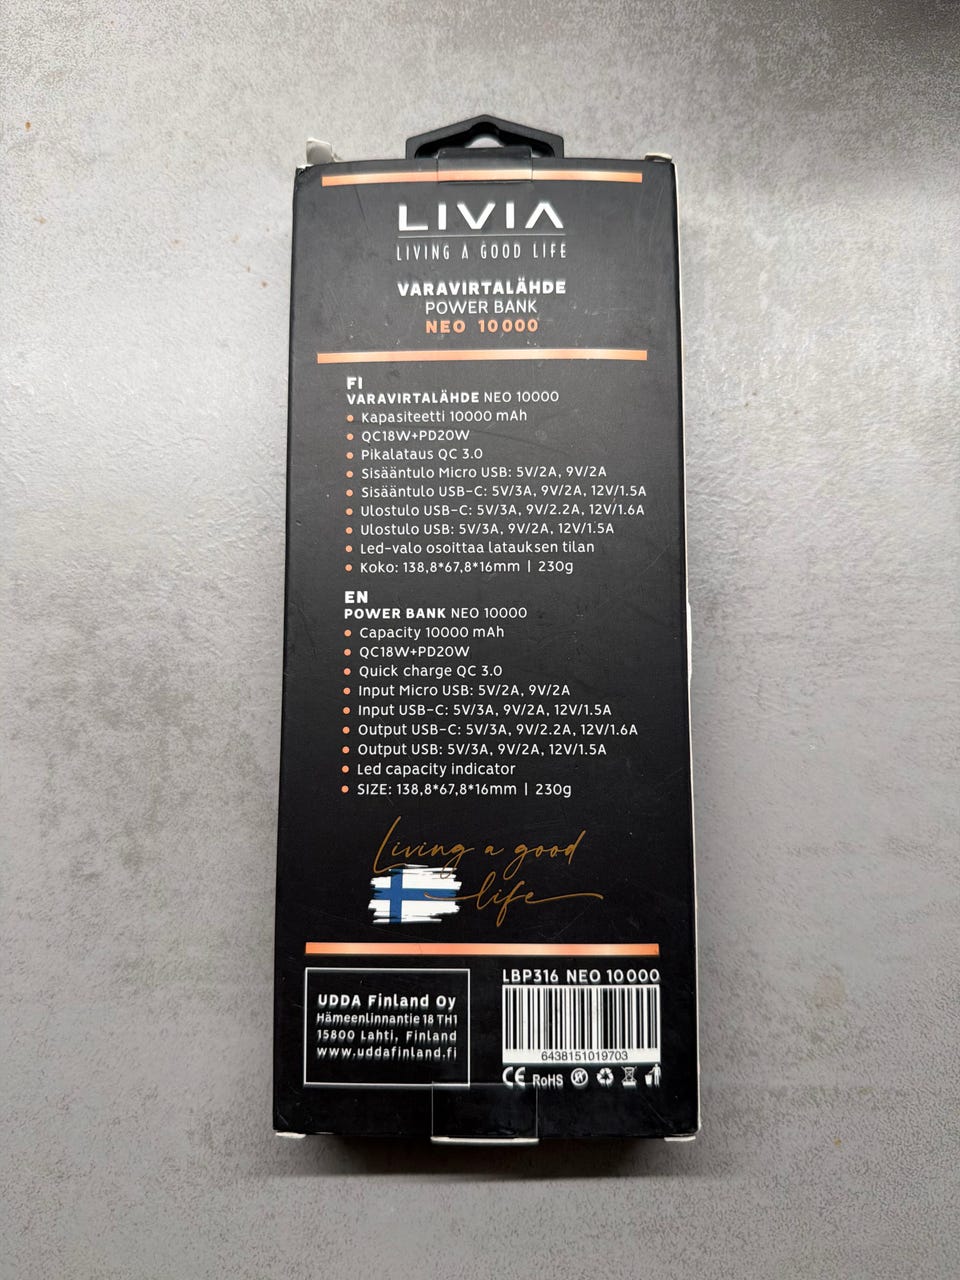 LIVIA
LIVING A GOOD LIFE
VARAVIRTALÄHDE
POWER BANK
NEO 10000
FI
VARAVIRTALÄHDE NEO 10000
• Kapasiteetti 10000 mAh
• QC18W+PD20W
• Pikalataus QC 3.0
• Sisääntulo Micro USB: 5V/2A, 9V/2A
• Sisääntulo USB-C: 5V/3A, 9V/2A, 12V/1.5A
• Ulostulo USB-C: 5V/3A, 9V/2.2A, 12V/1.6A
• Ulostulo USB: 5V/3A, 9V/2A, 12V/1.5A
• Led-valo osoittaa latauksen tilan
• Koko: 138,8*67,8*16mm | 230g
EN
POWER BANK NEO 10000
• Capacity 10000 mAh
• QC18W+PD20W
• Quick charge QC 3.0
• Input Micro USB: 5V/2A, 9V/2A
• Input USB-C: 5V/3A, 9V/2A, 12V/1.5A
• Output USB-C: 5V/3A, 9V/2.2A, 12V/1.6A
• Output USB: 5V/3A, 9V/2A, 12V/1.5A
• Led capacity indicator
• SIZE: 138,8*67,8*16mm | 230g
Living a good
life
UDDA Finland Oy
Hämeenlinnantie 18 TH1
15800 Lahti, Finland
www.uddafinland.fi
LBP316 NEO 10000
6438151019703
CE RoHS